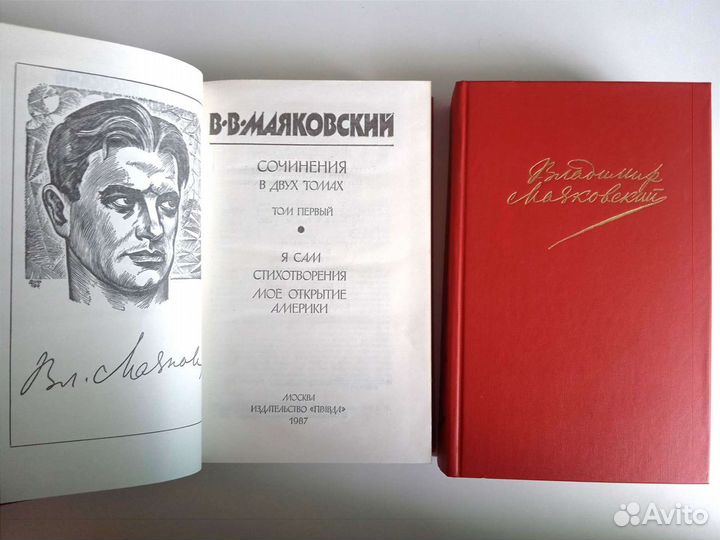 Вл. Маяков
В·В·МАЯКОВСКИЙ
СОЧИНЕНИЯ
В ДВУХ ТОМАХ
ТОМ ПЕРВЫЙ
Я САМ
СТИХОТВОРЕНИЯ
МОЕ ОТКРЫТИЕ
АМЕРИКИ
МОСКВА
ИЗДАТЕЛЬСТВО «ПРАВДА»
1987
Владимир
Маяковский
Avito